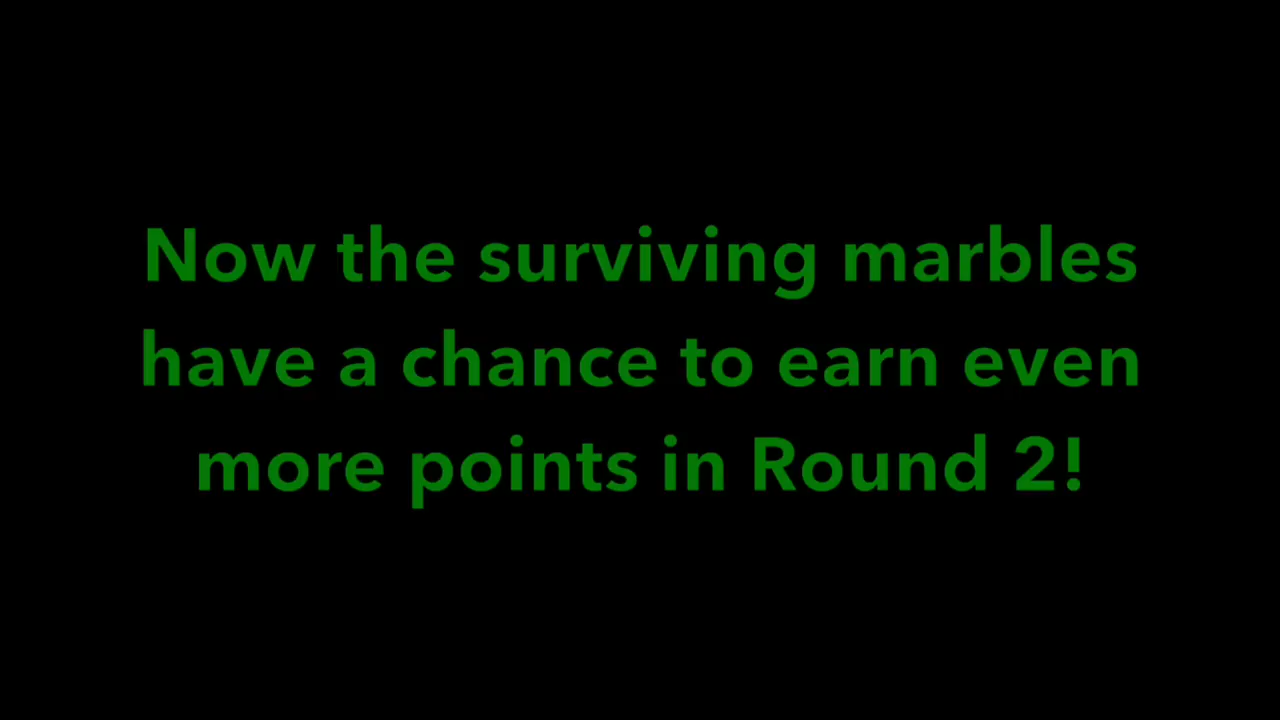 Now the surviving marbles
have a chance to earn even
more points in Round 2!